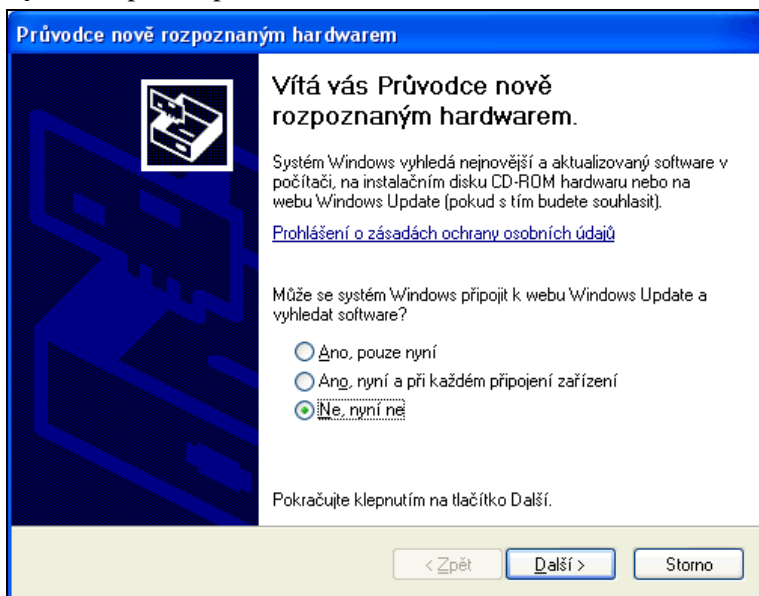 Průvodce nově rozpoznaným hardwarem
Vítá vás Průvodce nově
rozpoznaným hardwarem.
Systém Windows vyhledá nejnovější a aktualizovaný software v
počítači, na instalačním disku CD-ROM hardwaru nebo na
webu Windows Update (pokud s tím budete souhlasit).
Prohlášení o zásadách ochrany osobních údajů
Může se systém Windows připojit k webu Windows Update a
vyhledat software?
Ano, pouze nyní
Ano, nyní a při každém připojení zařízení
Ne, nyní ne
Pokračujte klepnutím na tlačítko Další.
< Zpět
Další >
Storno